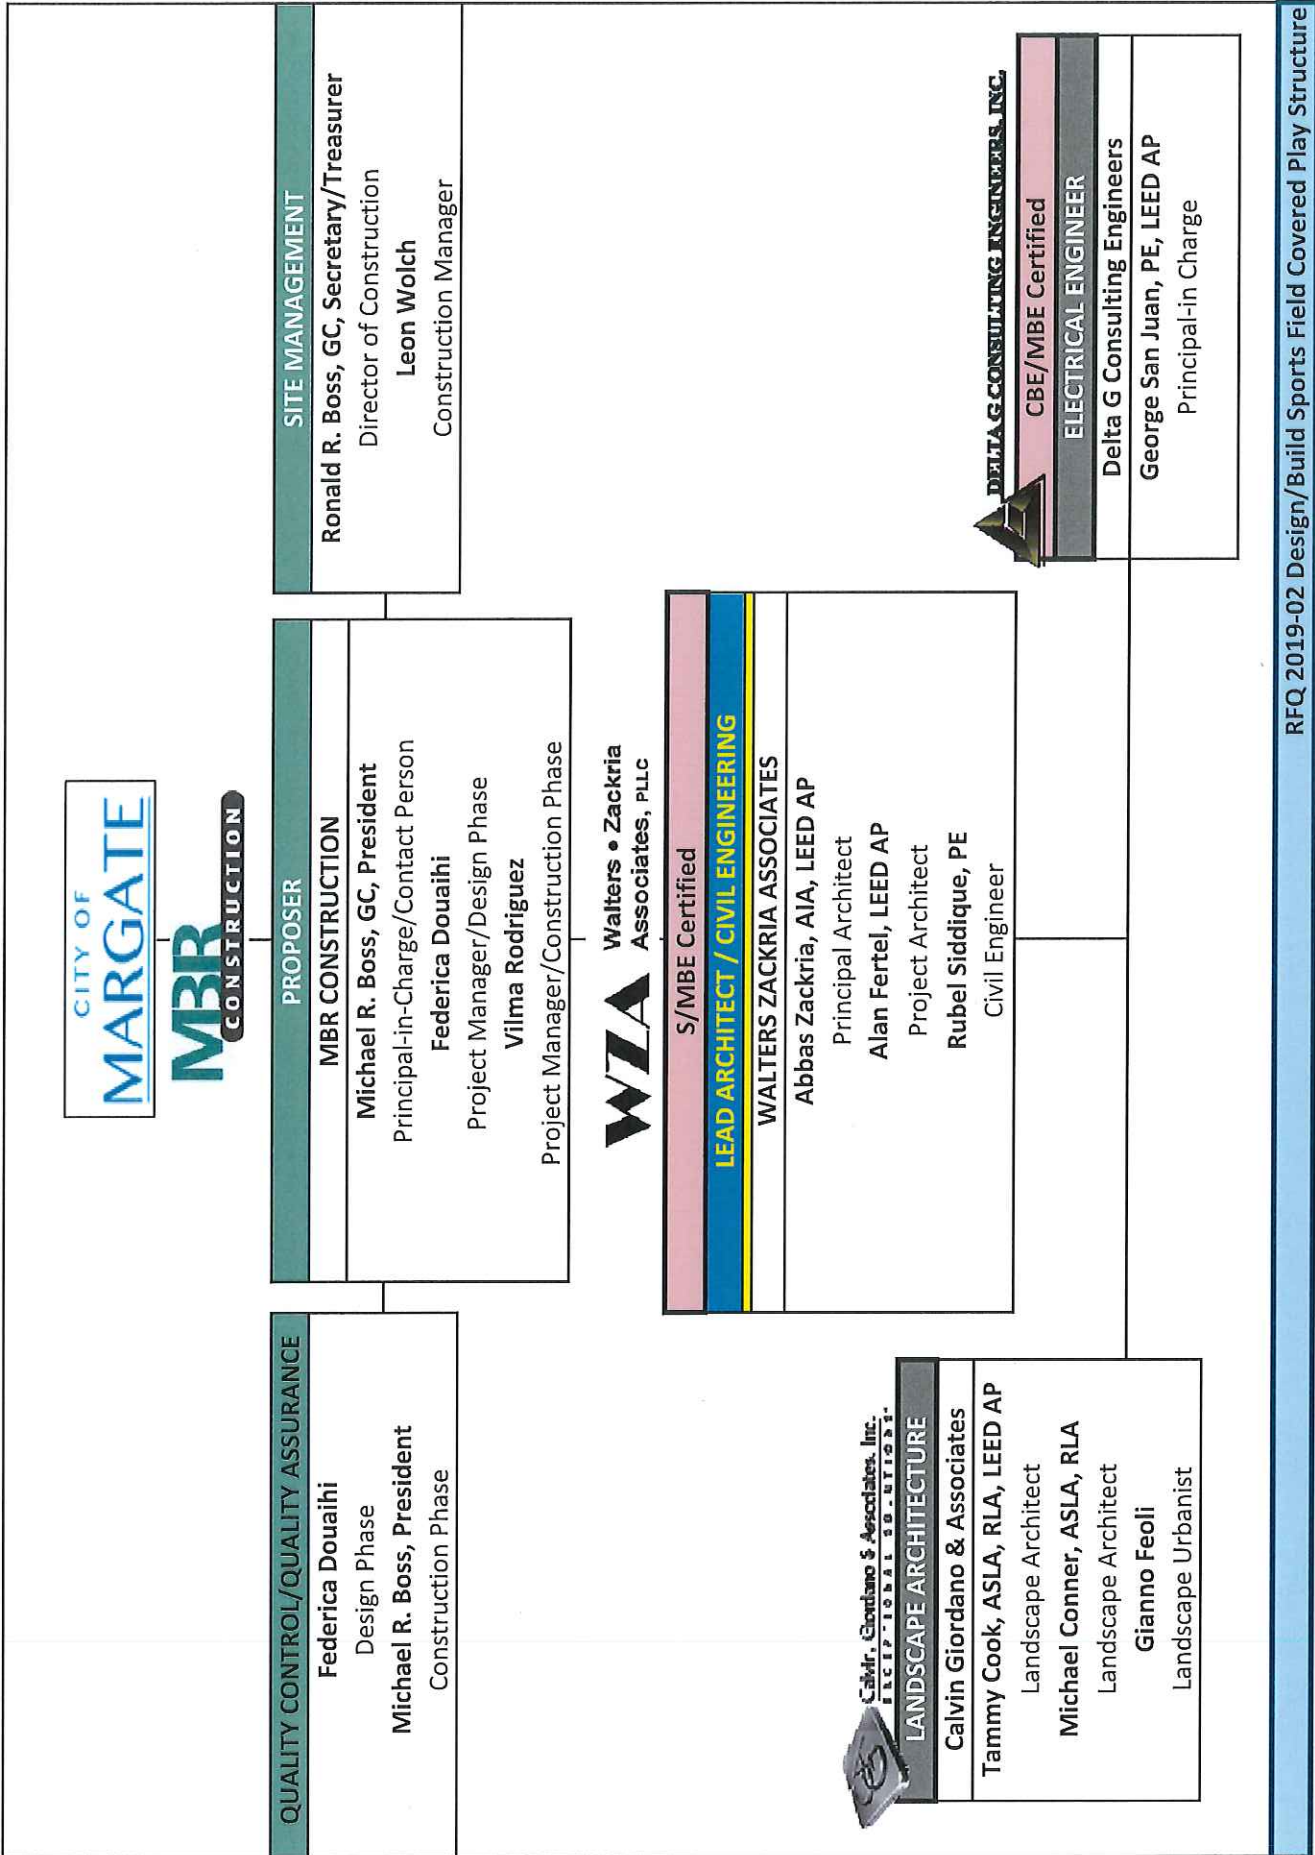 CITY OF
MARGATE
MBR
CONSTRUCTION
QUALITY CONTROL/QUALITY ASSURANCE
Federica Douaihi
Design Phase
Michael R. Boss, President
Construction Phase
PROPOSER
MBR CONSTRUCTION
Michael R. Boss, GC, President
Principal-in-Charge/Contact Person
Federica Douaihi
Project Manager/Design Phase
Vilma Rodriguez
Project Manager/Construction Phase
SITE MANAGEMENT
Ronald R. Boss, GC, Secretary/Treasurer
Director of Construction
Leon Wolch
Construction Manager
WZA
Walters • Zackria
Associates, PLLC
S/MBE Certified
LEAD ARCHITECT / CIVIL ENGINEERING
WALTERS ZACKRIA ASSOCIATES
Abbas Zackria, AIA, LEED AP
Principal Architect
Alan Fertel, LEED AP
Project Architect
Rubel Siddique, PE
Civil Engineer
Calvin, Giordano & Associates, Inc.
EXCEPTIONAL SOLUTIONS
LANDSCAPE ARCHITECTURE
Calvin Giordano & Associates
Tammy Cook, ASLA, RLA, LEED AP
Landscape Architect
Michael Conner, ASLA, RLA
Landscape Architect
Gianno Feoli
Landscape Urbanist
DELTA G CONSULTING ENGINEERS, INC.
CBE/MBE Certified
ELECTRICAL ENGINEER
Delta G Consulting Engineers
George San Juan, PE, LEED AP
Principal-in Charge
RFQ 2019-02 Design/Build Sports Field Covered Play Structure